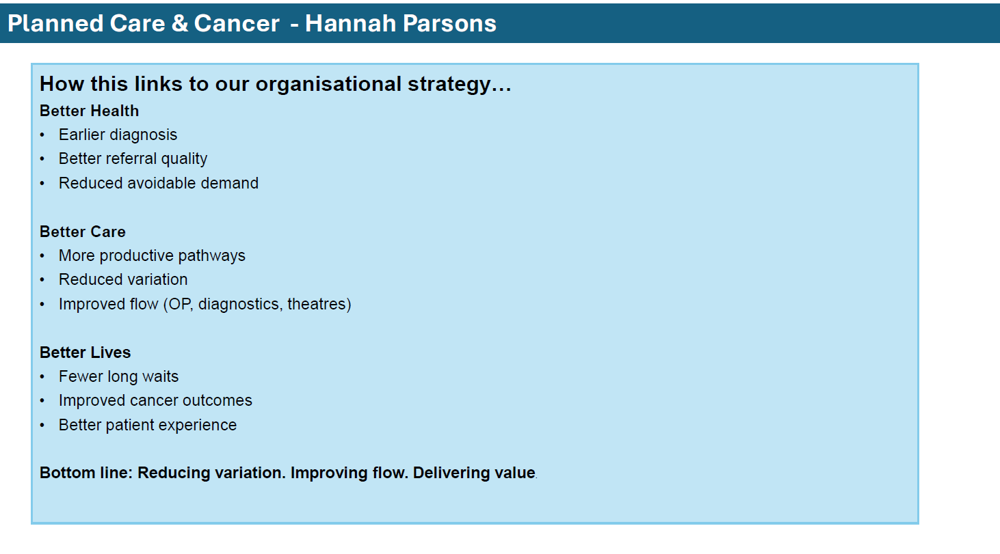 Planned Care & Cancer - Hannah Parsons
How this links to our organisational strategy…
Better Health
• Earlier diagnosis
• Better referral quality
• Reduced avoidable demand
Better Care
• More productive pathways
• Reduced variation
• Improved flow (OP, diagnostics, theatres)
Better Lives
• Fewer long waits
• Improved cancer outcomes
• Better patient experience
Bottom line: Reducing variation. Improving flow. Delivering value.